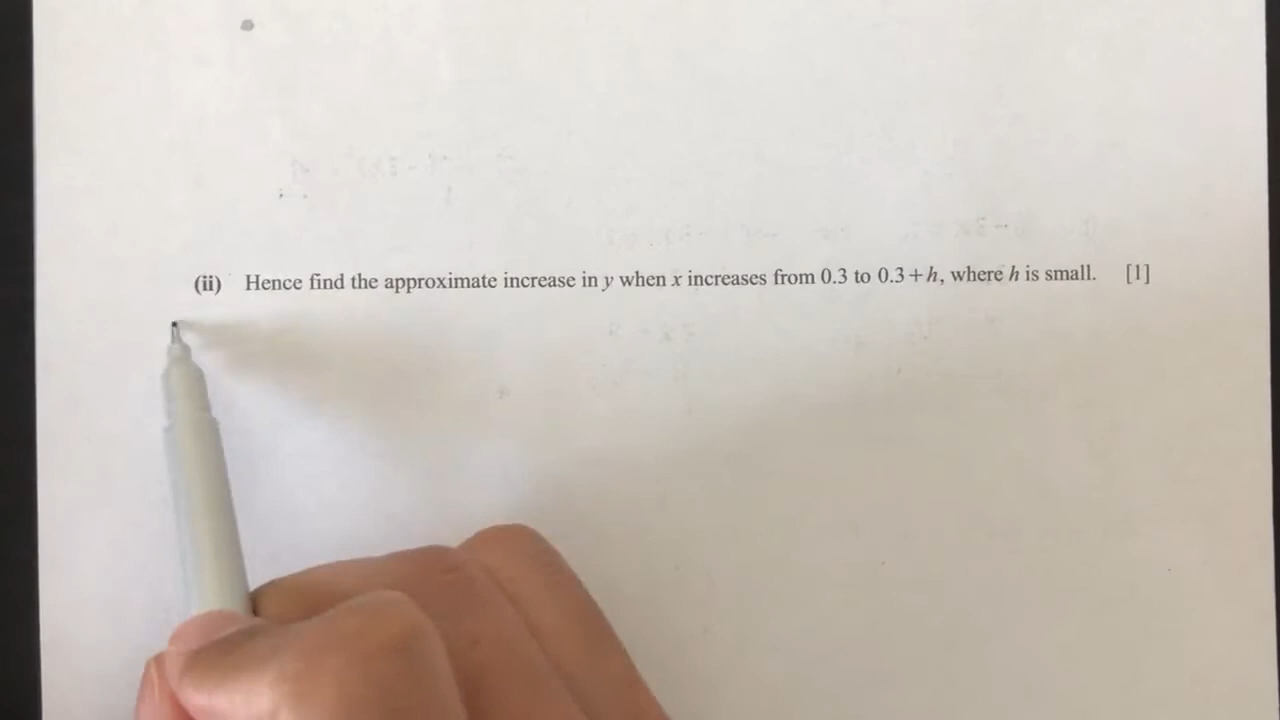 (ii) Hence find the approximate increase in y when x increases from 0.3 to 0.3+h, where h is small. [1]